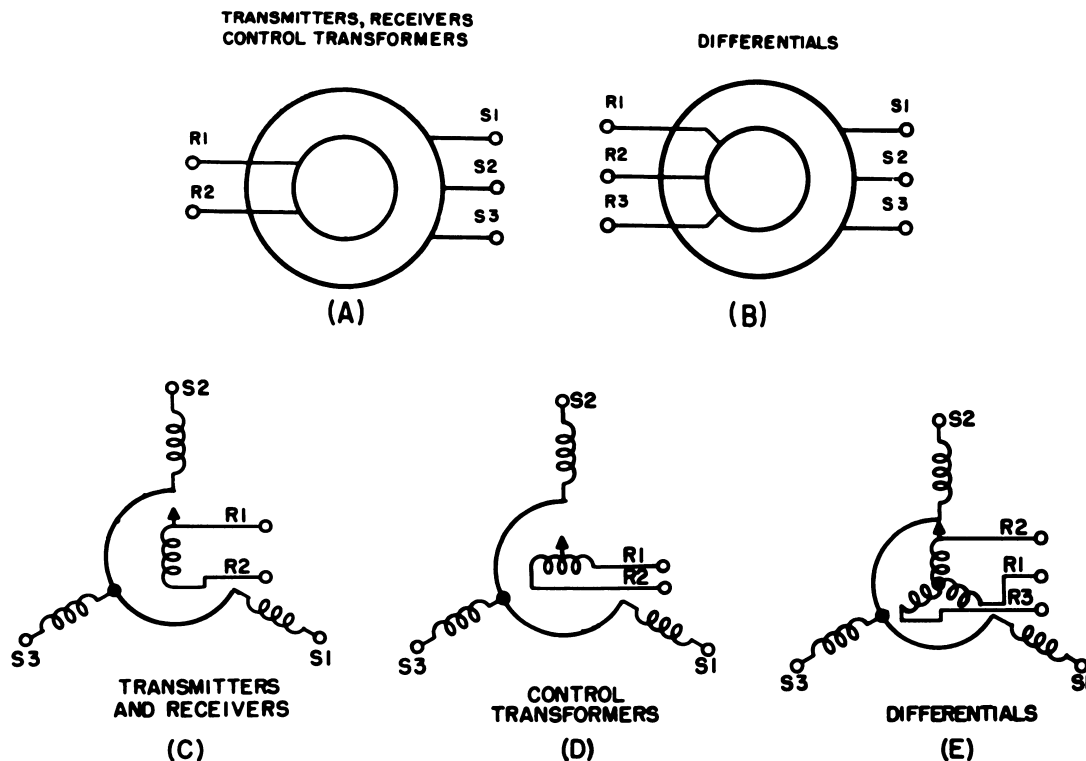 TRANSMITTERS, RECEIVERS
CONTROL TRANSFORMERS
DIFFERENTIALS
R1
R2
S1
S2
S3
(A)
R1
R2
R3
S1
S2
S3
(B)
S2
R1
R2
S3
S1
TRANSMITTERS
AND RECEIVERS
(C)
S2
R1
R2
S3
S1
CONTROL
TRANSFORMERS
(D)
S2
R2
R1
R3
S3
S1
DIFFERENTIALS
(E)